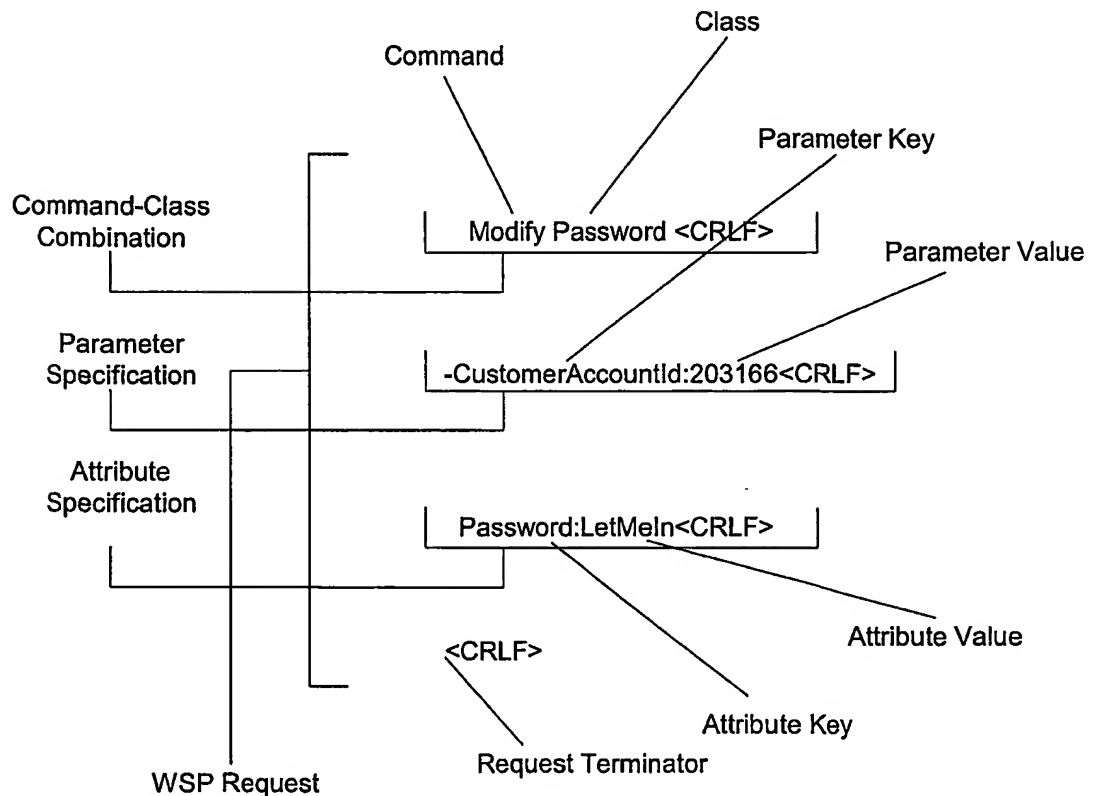 Class
Command
Parameter Key
Command-Class
Combination
Modify Password <CRLF>
Parameter Value
Parameter
Specification
-CustomerAccountId:203166<CRLF>
Attribute
Specification
Password:LetMeIn<CRLF>
Attribute Value
<CRLF>
Attribute Key
Request Terminator
WSP Request